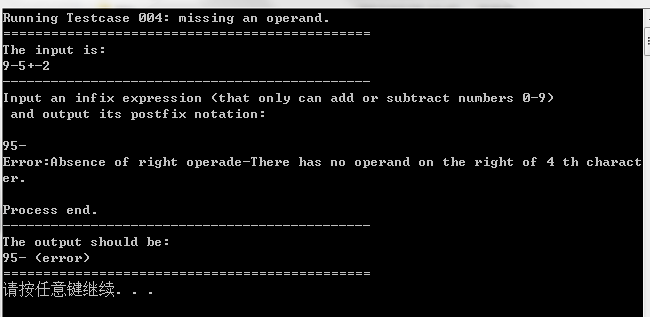 Running Testcase 004: missing an operand.
==============================================
The input is:
9-5+-2
----------------------------------------------
Input an infix expression (that only can add or subtract numbers 0-9)
and output its postfix notation:
95-
Error:Absence of right operade-There has no operand on the right of 4 th charact
er.
Process end.
----------------------------------------------
The output should be:
95- (error)
==============================================
请按任意键继续. . .